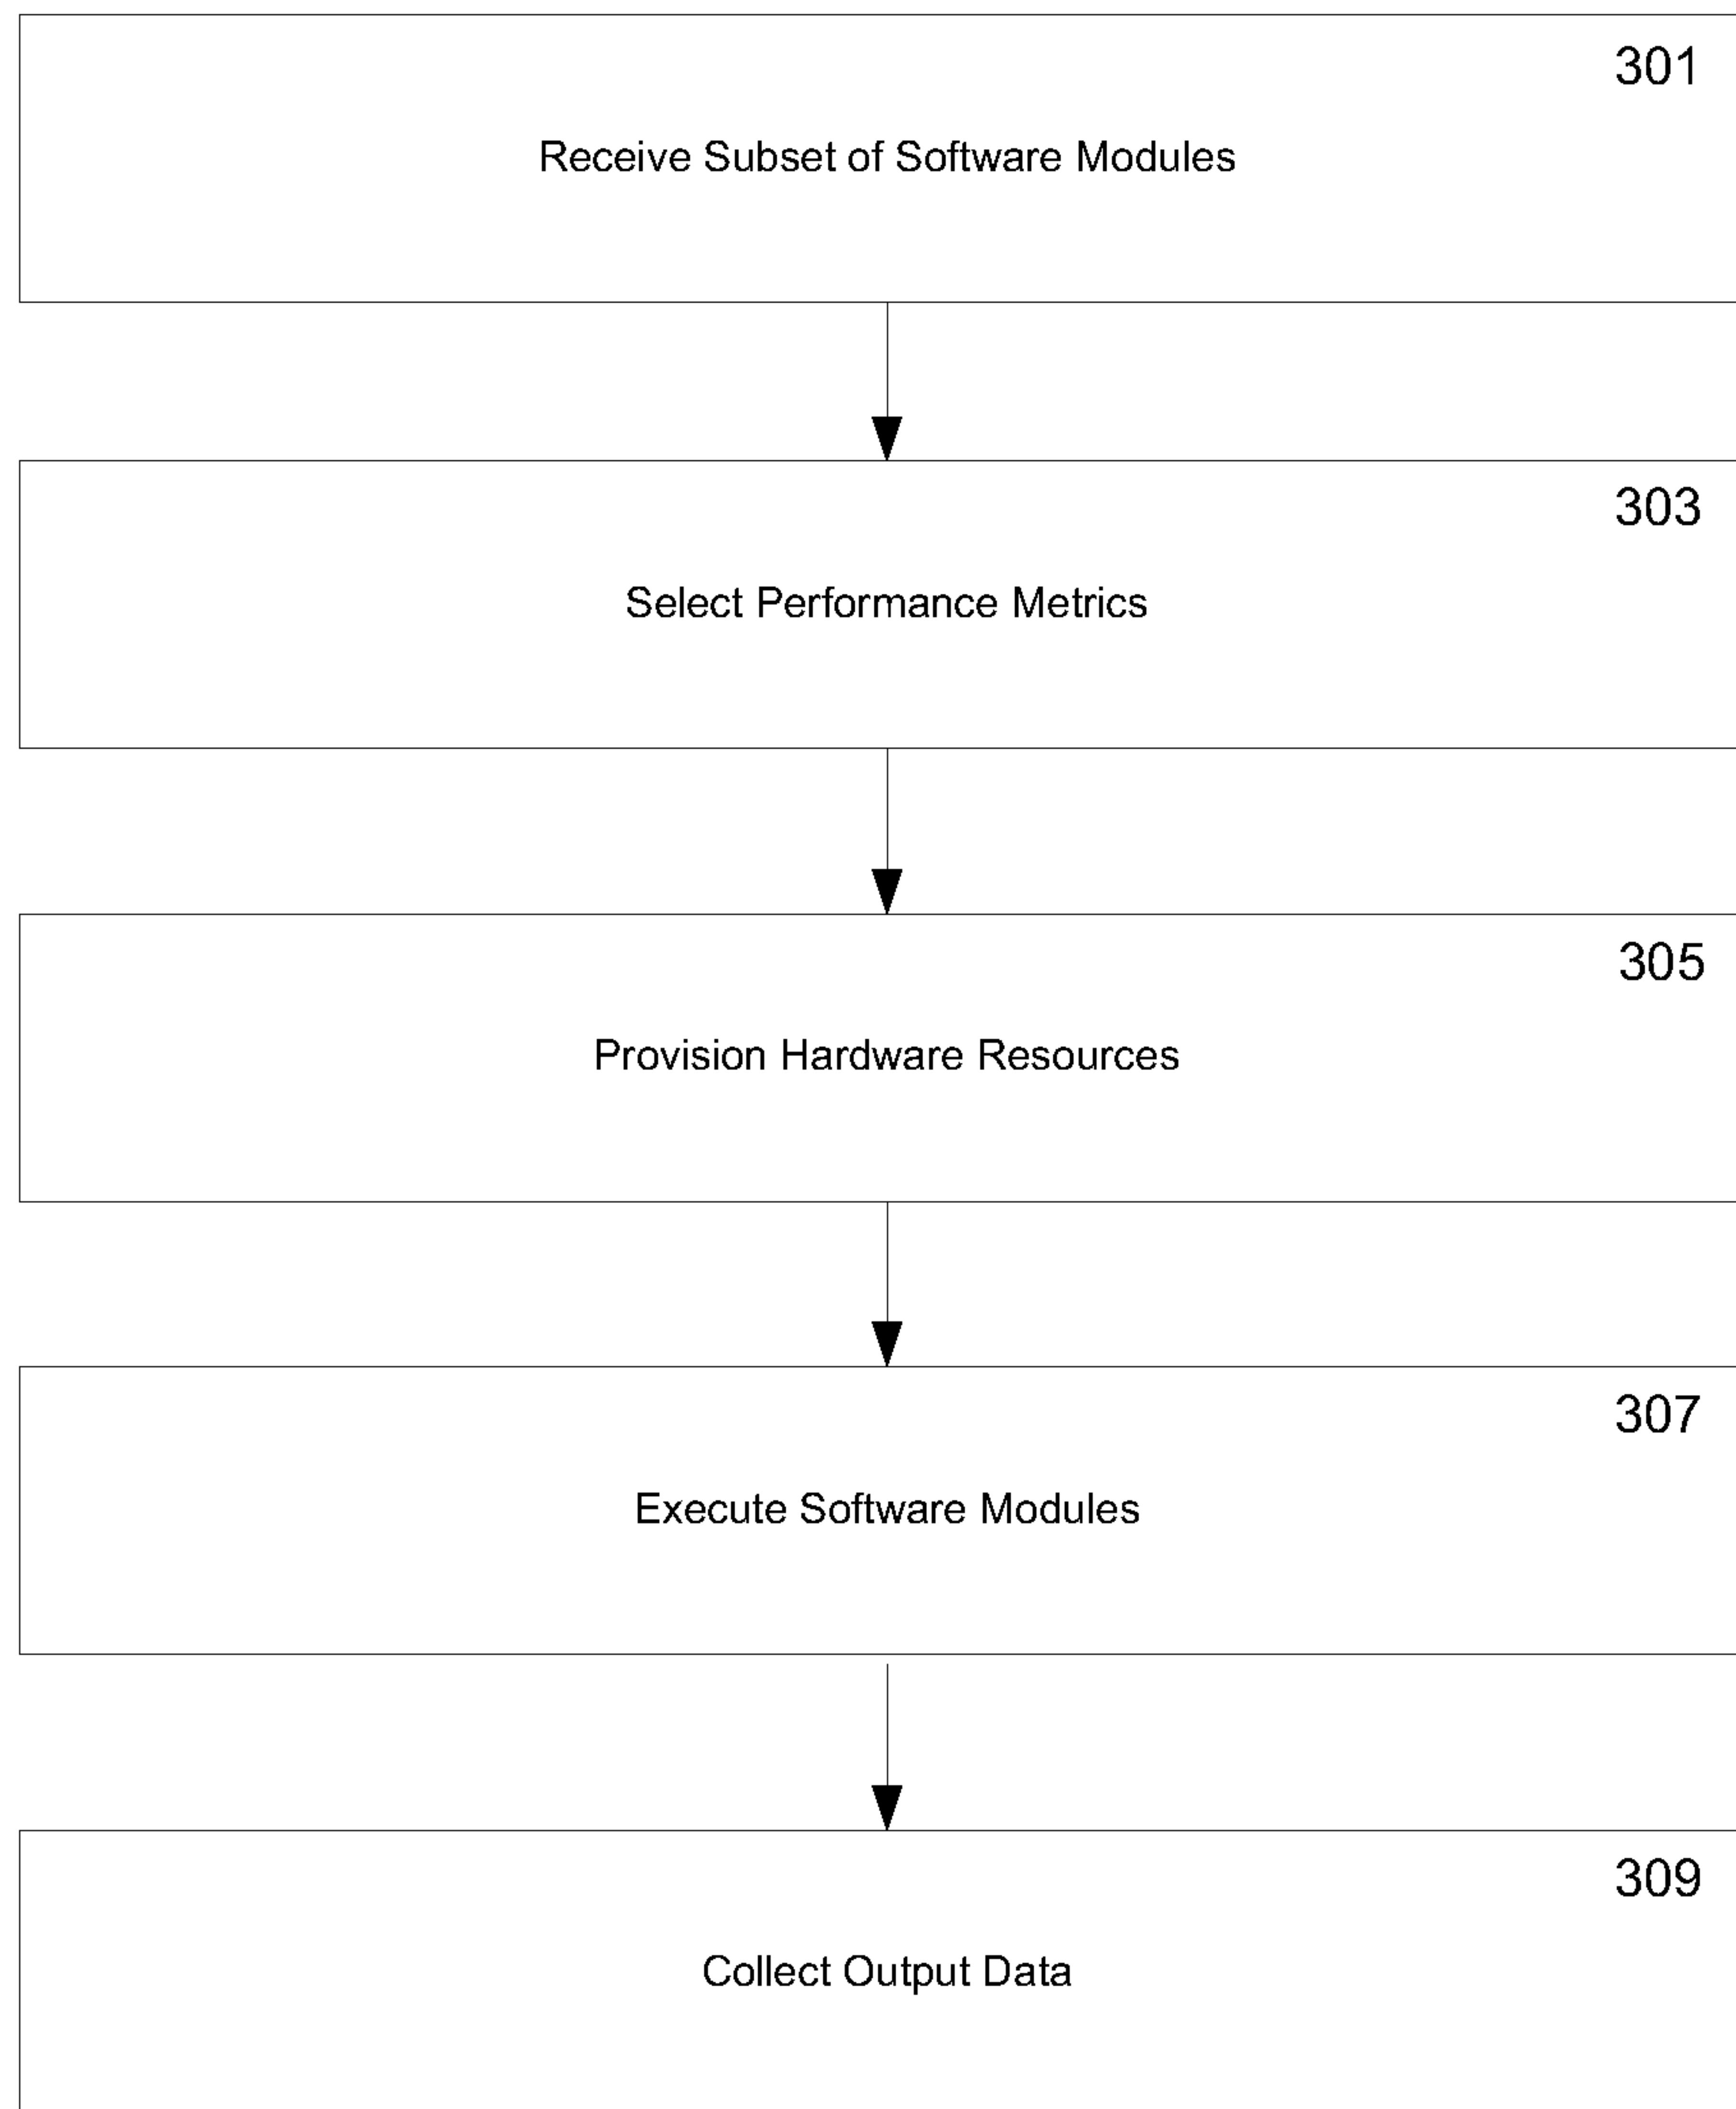 301
Receive Subset of Software Modules
303
Select Performance Metrics
305
Provision Hardware Resources
307
Execute Software Modules
309
Collect Output Data